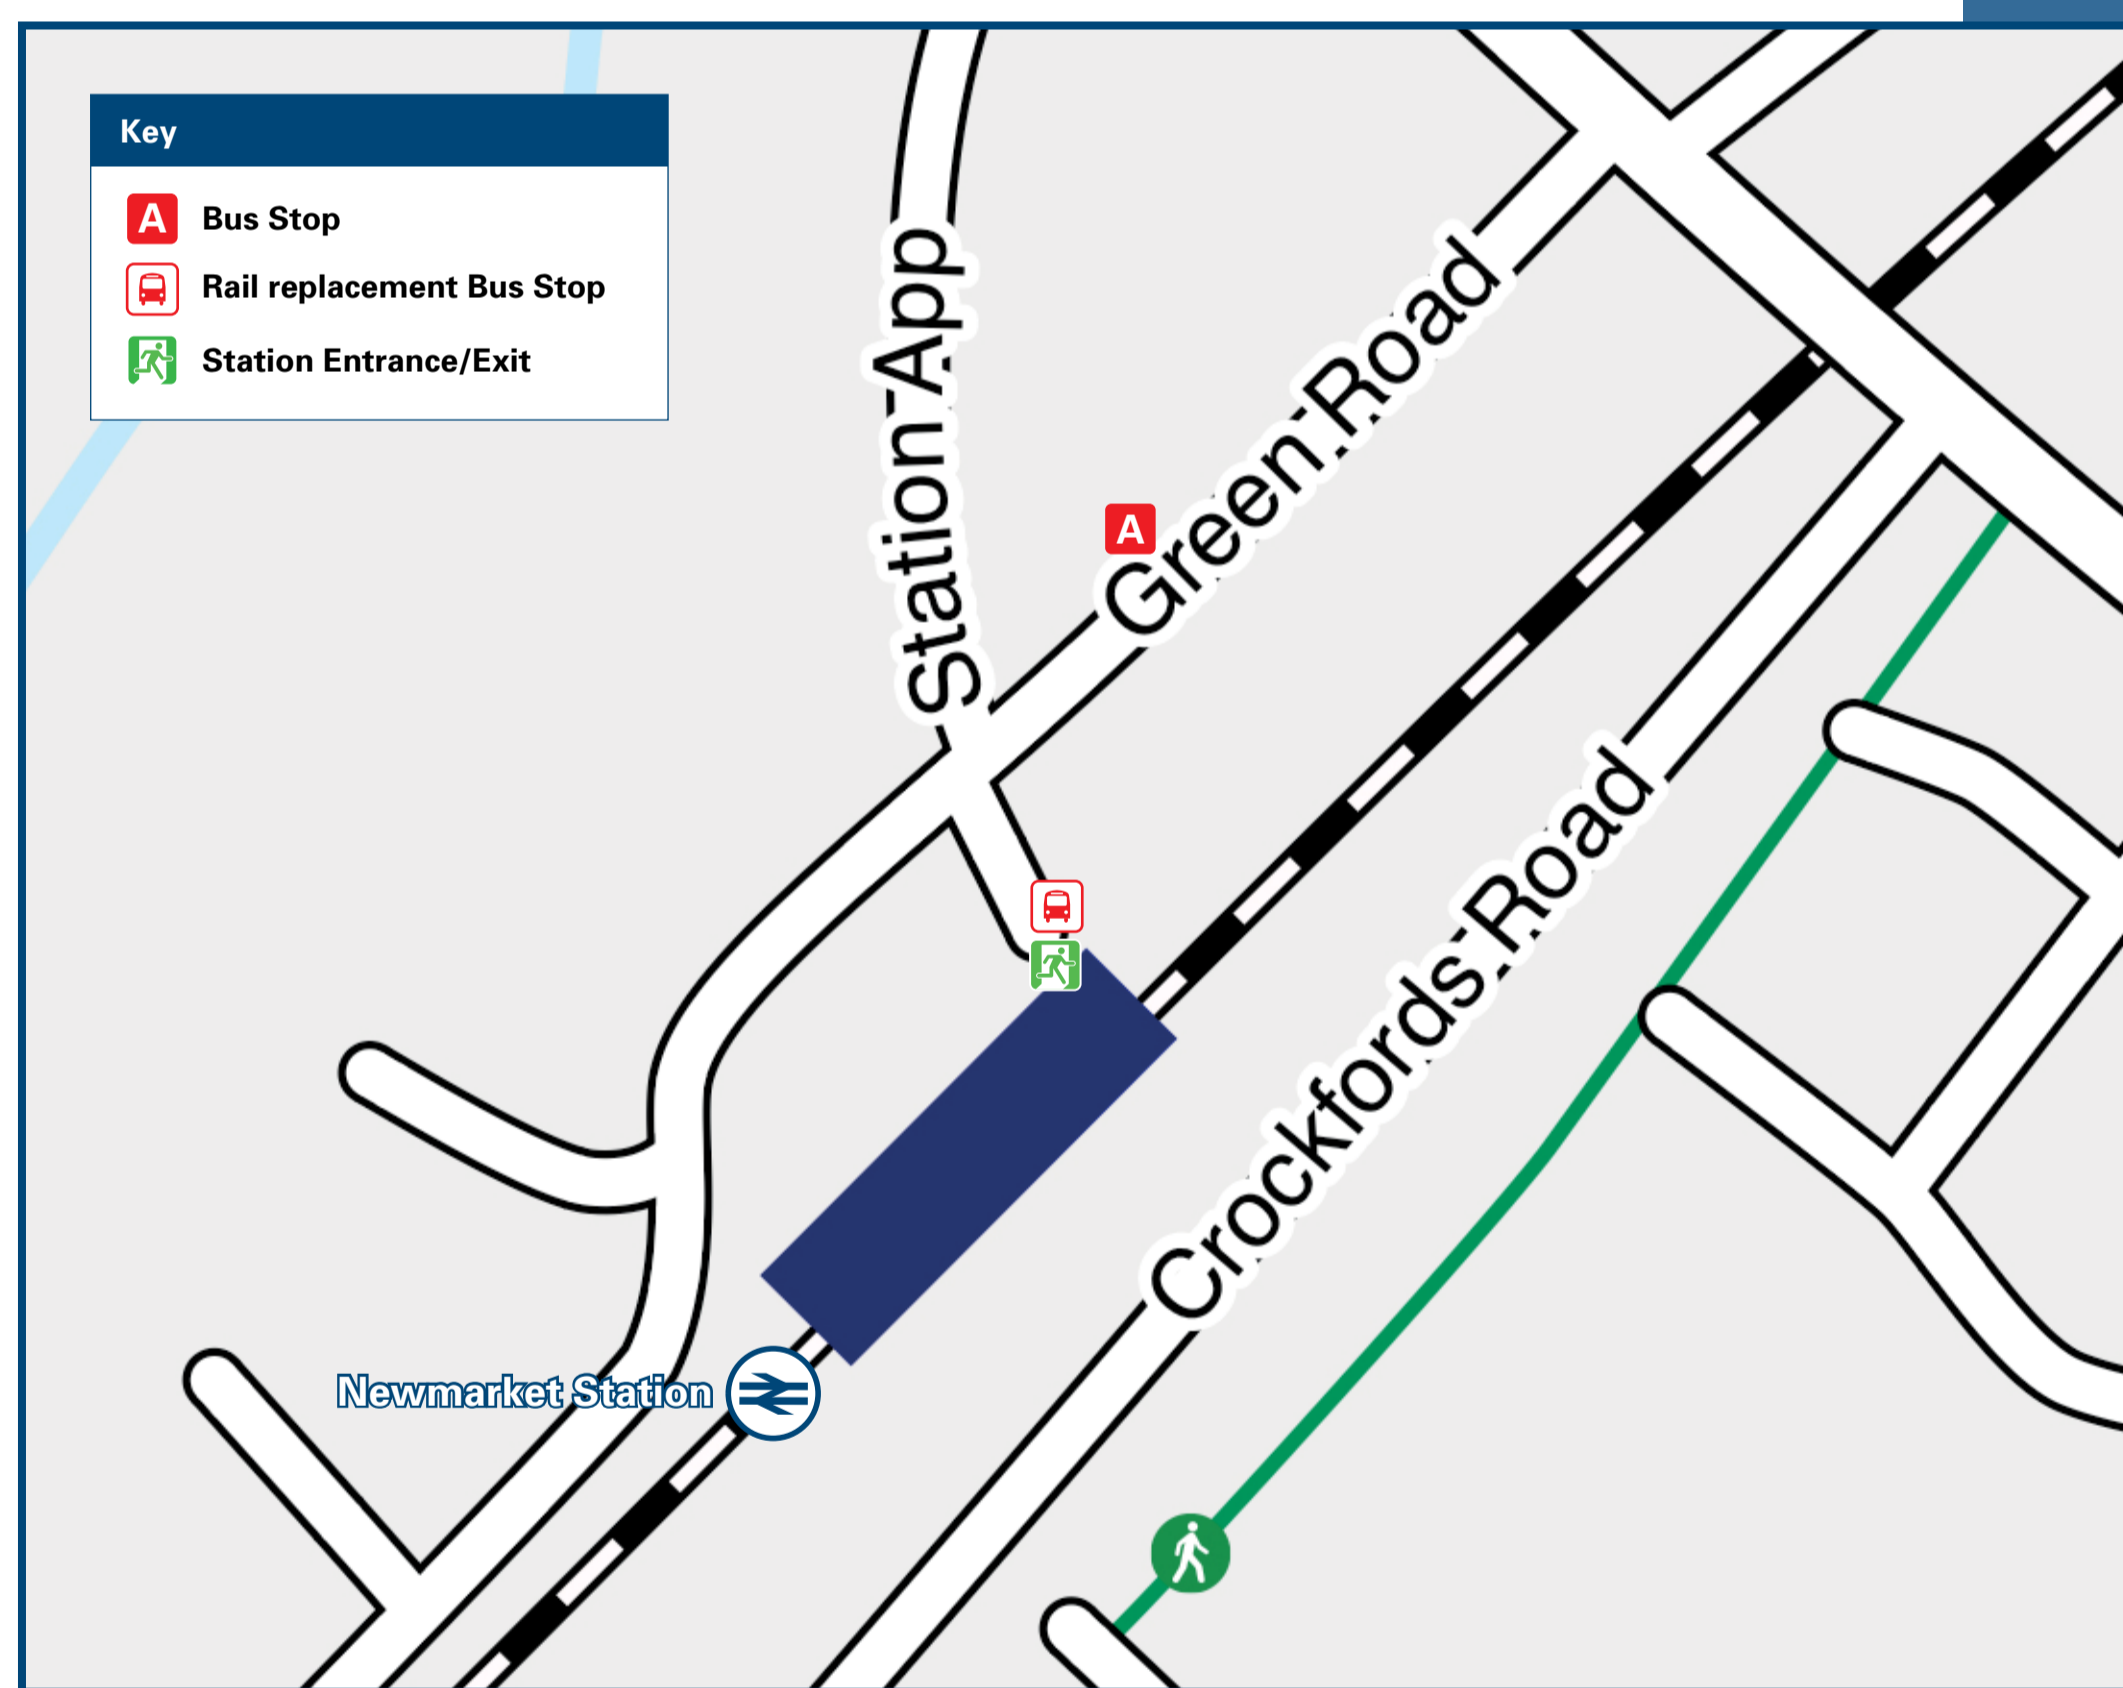 Key
A Bus Stop
Rail replacement Bus Stop
Station Entrance/Exit
Station App
Green Road
A
Crockfords Road
Newmarket Station